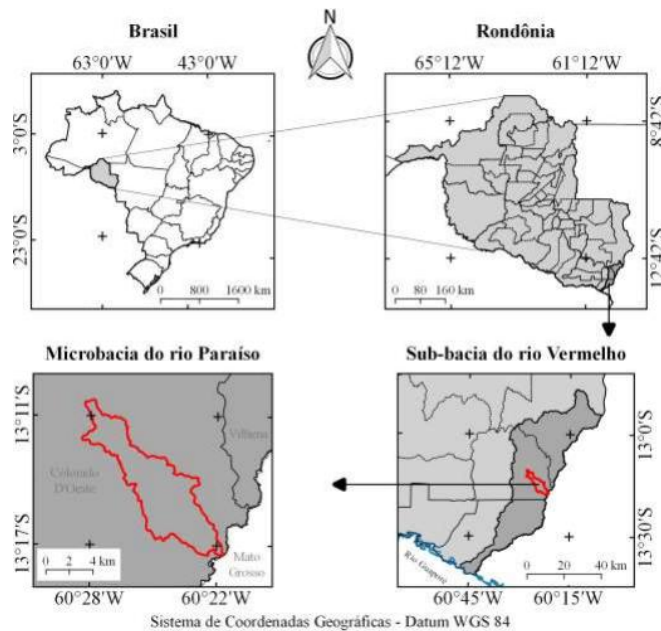 Brasil
N
Rondônia
63°0'W 43°0'W
65°12'W 61°12'W
3°0'S
23°0'S
8°42'S
12°42'S
0 800 1600 km
0 80 160 km
Microbacia do rio Paraíso
Sub-bacia do rio Vermelho
13°11'S
13°17'S
Vilhena
Colorado
D'Oeste
Mato
Grosso
0 2 4 km
13°0'S
13°30'S
Rio Guaporé
0 20 40 km
60°28'W 60°22'W
60°45'W 60°15'W
Sistema de Coordenadas Geográficas - Datum WGS 84